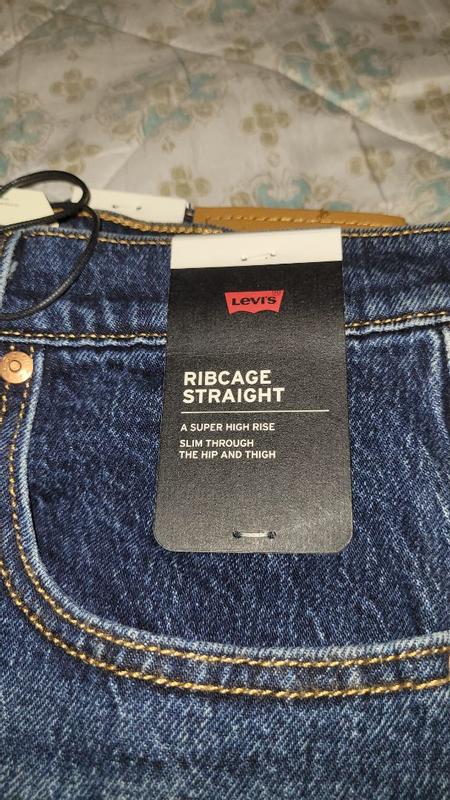 Levi's
RIBCAGE
STRAIGHT
A SUPER HIGH RISE
SLIM THROUGH
THE HIP AND THIGH